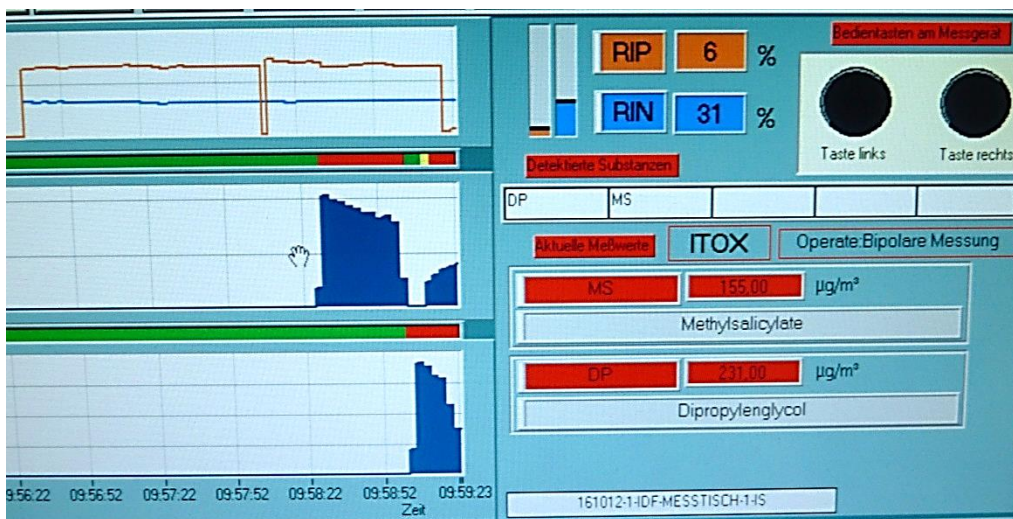 RIP 6 %
RIN 31 %
Bedientasten am Messgerät
Taste links Taste rechts
Detektierte Substanzen
DP MS
Aktuelle Meßwerte ITOX Operate:Bipolare Messung
MS 155,00 µg/m³
Methylsalicylate
DP 231,00 µg/m³
Dipropylenglycol
9:56:22 09:56:52 09:57:22 09:57:52 09:58:22 09:58:52 09:59:23
Zeit
161012-1-IDF-MESSTISCH-1-IS